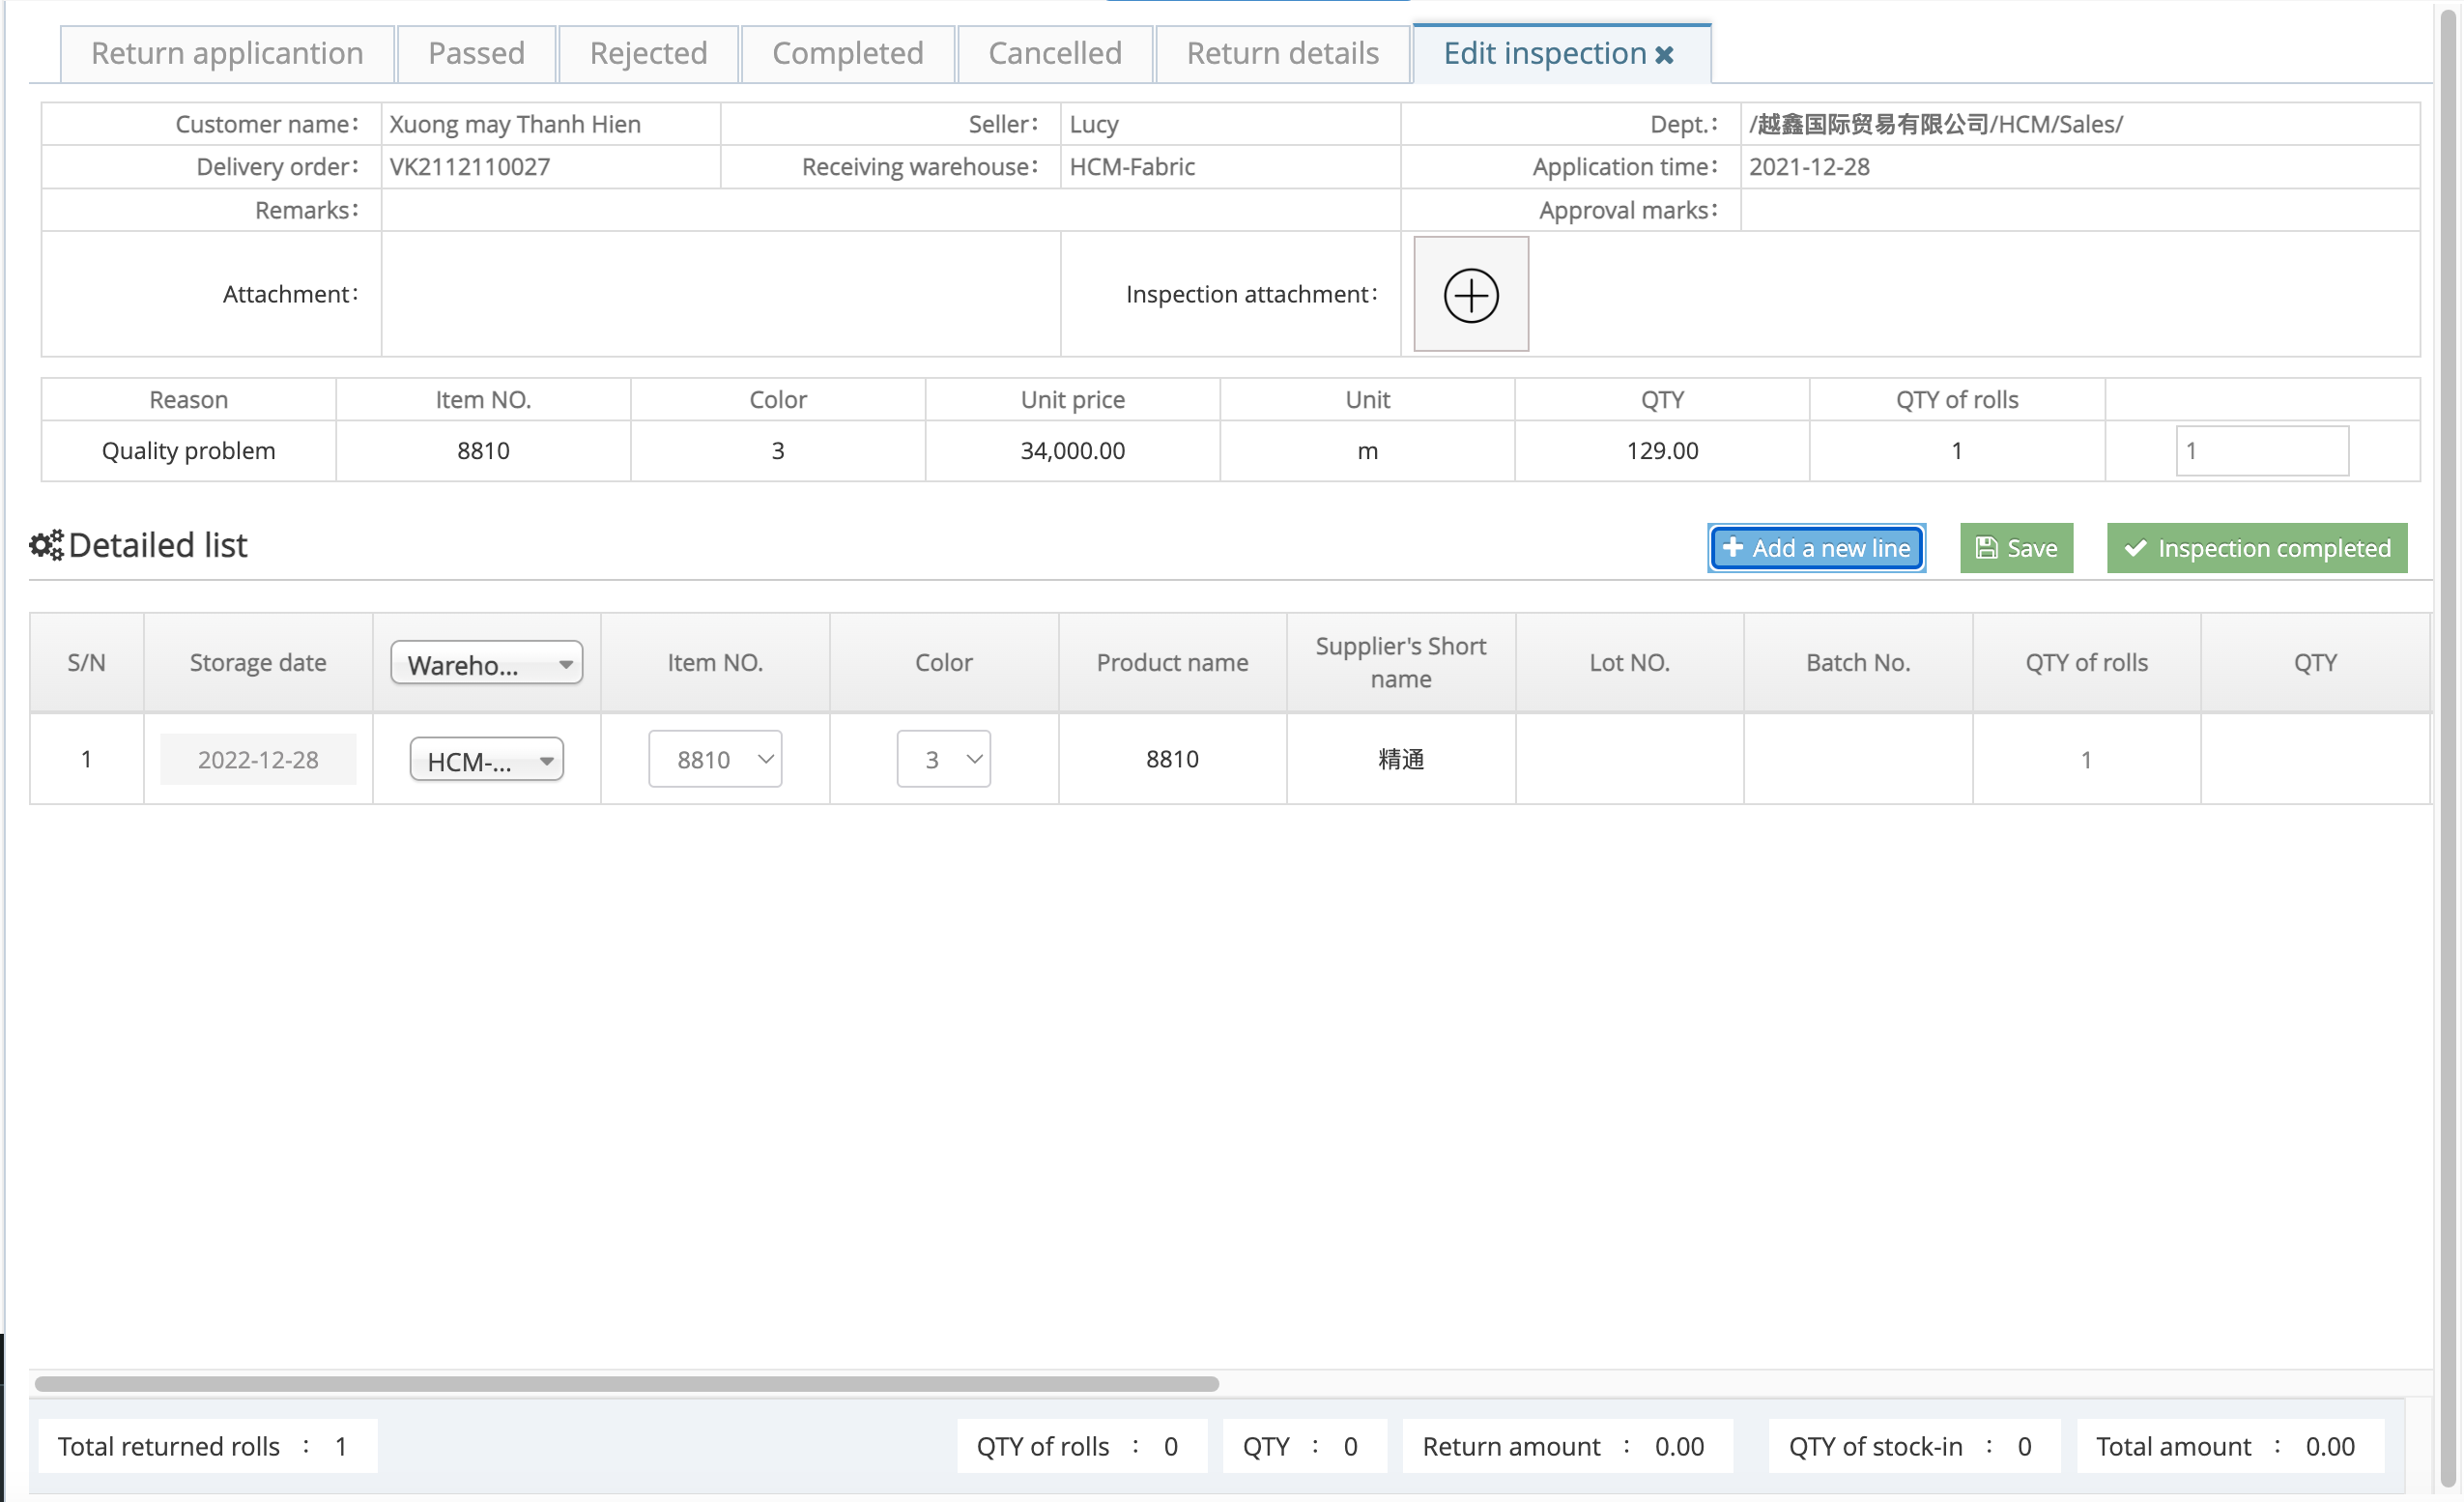 Return applicantion Passed Rejected Completed Cancelled Return details Edit inspection
Customer name： Xuong may Thanh Hien Seller： Lucy Dept.： /越鑫国际贸易有限公司/HCM/Sales/
Delivery order： VK2112110027 Receiving warehouse： HCM-Fabric Application time： 2021-12-28
Remarks： Approval marks：
Attachment： Inspection attachment：
Reason Item NO. Color Unit price Unit QTY QTY of rolls
Quality problem 8810 3 34,000.00 m 129.00 1 1
Detailed list Add a new line Save Inspection completed
S/N Storage date Wareho... Item NO. Color Product name Supplier's Short name Lot NO. Batch No. QTY of rolls QTY
1 2022-12-28 HCM-... 8810 3 8810 精通 1
Total returned rolls ： 1 QTY of rolls ： 0 QTY ： 0 Return amount ： 0.00 QTY of stock-in ： 0 Total amount ： 0.00